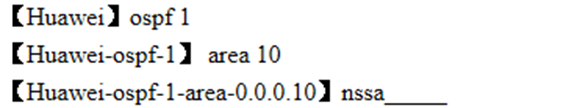 【Huawei】ospf 1
【Huawei-ospf-1】 area 10
【Huawei-ospf-1-area-0.0.0.10】nssa_____